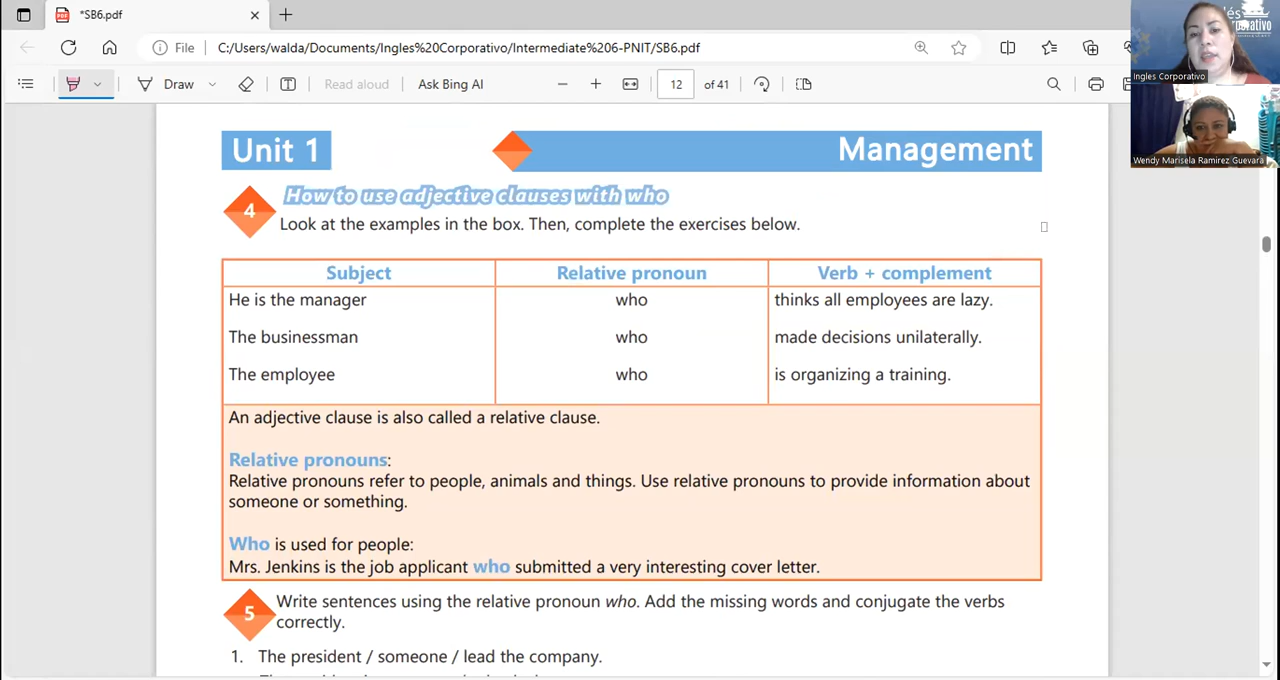 *SB6.pdf
File C:/Users/walda/Documents/Ingles%20Corporativo/Intermediate%206-PNIT/SB6.pdf
Draw Read aloud Ask Bing AI 12 of 41
Ingles Corporativo
Wendy Marisela Ramirez Guevara
Unit 1 Management
4 How to use adjective clauses with who
Look at the examples in the box. Then, complete the exercises below.
Subject Relative pronoun Verb + complement
He is the manager who thinks all employees are lazy.
The businessman who made decisions unilaterally.
The employee who is organizing a training.
An adjective clause is also called a relative clause.
Relative pronouns:
Relative pronouns refer to people, animals and things. Use relative pronouns to provide information about
someone or something.
Who is used for people:
Mrs. Jenkins is the job applicant who submitted a very interesting cover letter.
5 Write sentences using the relative pronoun who. Add the missing words and conjugate the verbs
correctly.
1. The president / someone / lead the company.